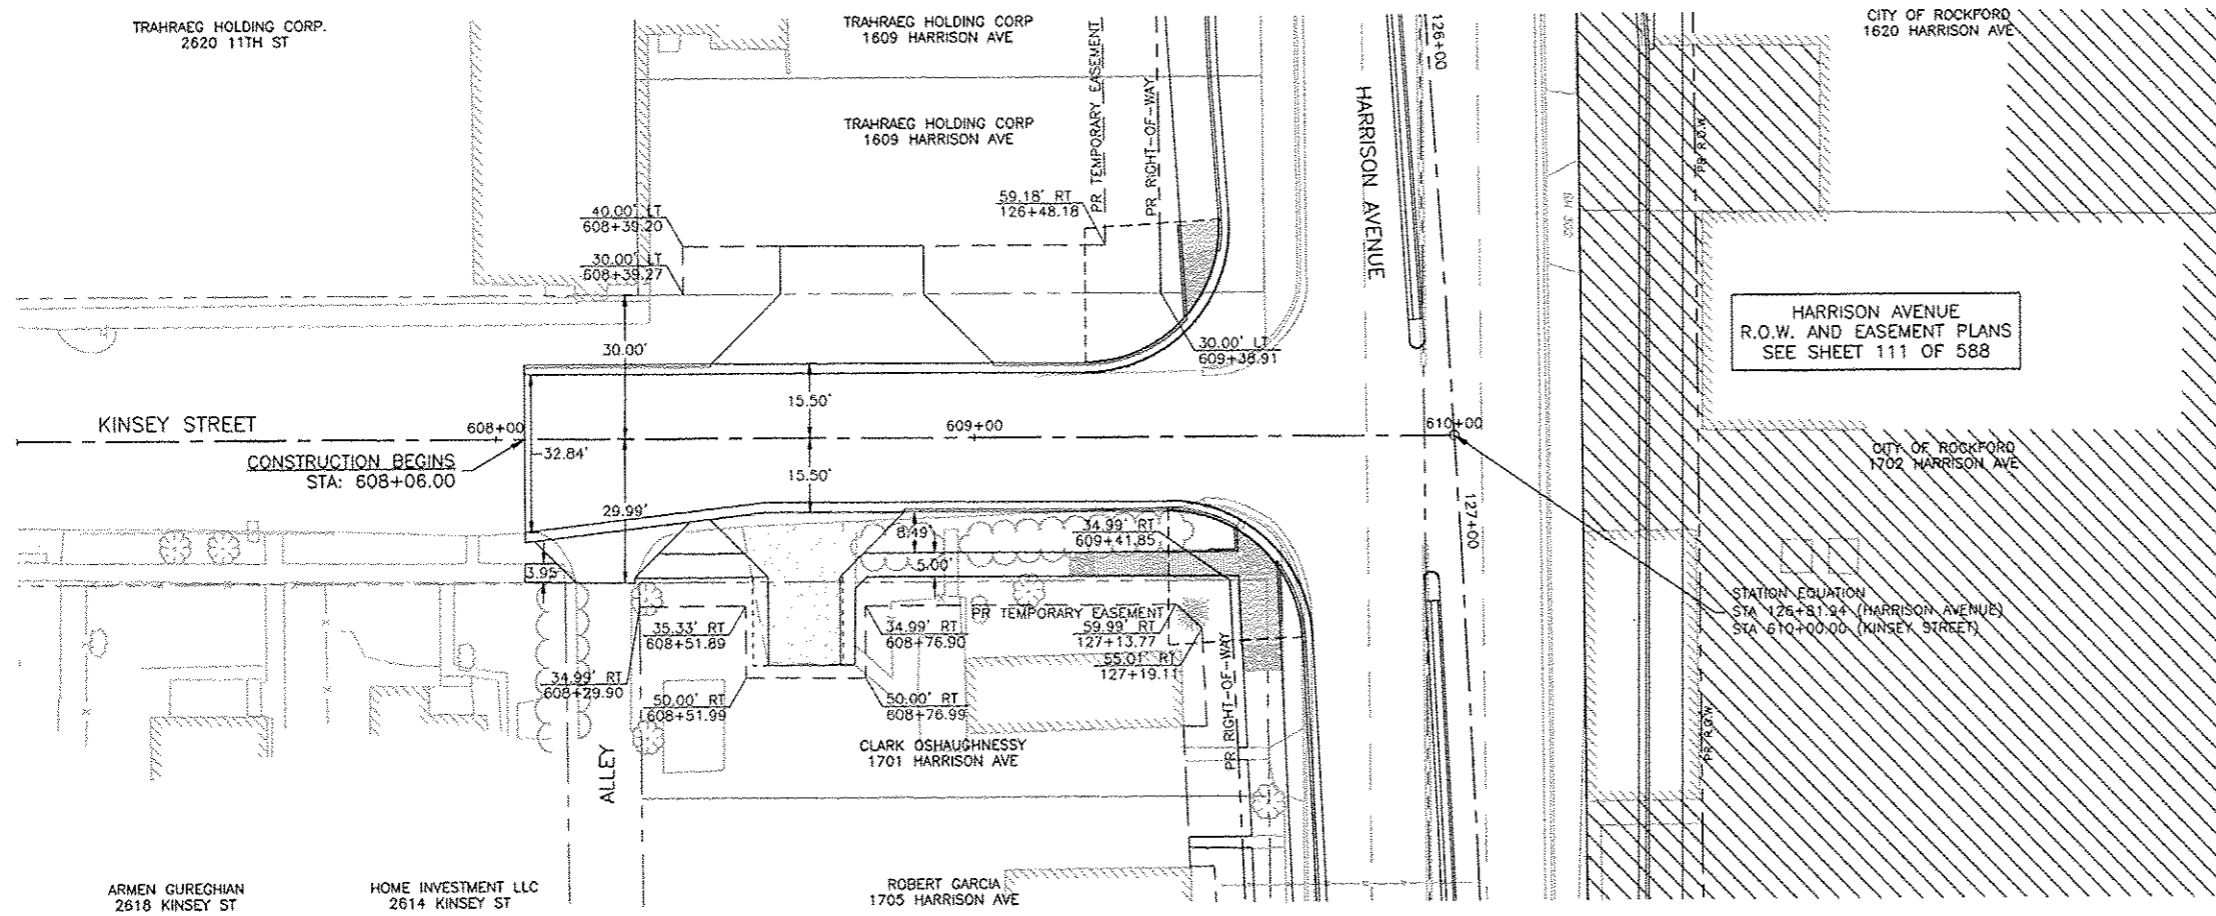 TRAHRAEG HOLDING CORP.
2620 11TH ST
TRAHRAEG HOLDING CORP
1609 HARRISON AVE
TRAHRAEG HOLDING CORP
1609 HARRISON AVE
PR TEMPORARY EASEMENT
PR RIGHT-OF-WAY
HARRISON AVENUE
126+00
CITY OF ROCKFORD
1620 HARRISON AVE
PR R.O.W.
59.18' RT
126+48.18
40.00' LT
608+39.20
30.00' LT
608+39.27
30.00' LT
609+38.91
HARRISON AVENUE
R.O.W. AND EASEMENT PLANS
SEE SHEET 111 OF 588
30.00'
15.50'
KINSEY STREET
608+00
609+00
610+00
CONSTRUCTION BEGINS
STA: 608+06.00
32.84'
15.50'
29.99'
CITY OF ROCKFORD
1702 HARRISON AVE
127+00
8.49'
34.99' RT
609+41.85
3.95'
5.00'
STATION EQUATION
STA 126+81.94 (HARRISON AVENUE)
STA 610+00.00 (KINSEY STREET)
PR TEMPORARY EASEMENT
35.33' RT
608+51.89
34.99' RT
608+76.90
59.99' RT
127+13.77
55.01' RT
127+19.11
34.99' RT
608+29.90
50.00' RT
608+51.99
50.00' RT
608+76.99
PR RIGHT-OF-WAY
PR R.O.W.
CLARK OSHAUGHNESSY
1701 HARRISON AVE
ALLEY
ARMEN GUREGHIAN
2618 KINSEY ST
HOME INVESTMENT LLC
2614 KINSEY ST
ROBERT GARCIA
1705 HARRISON AVE